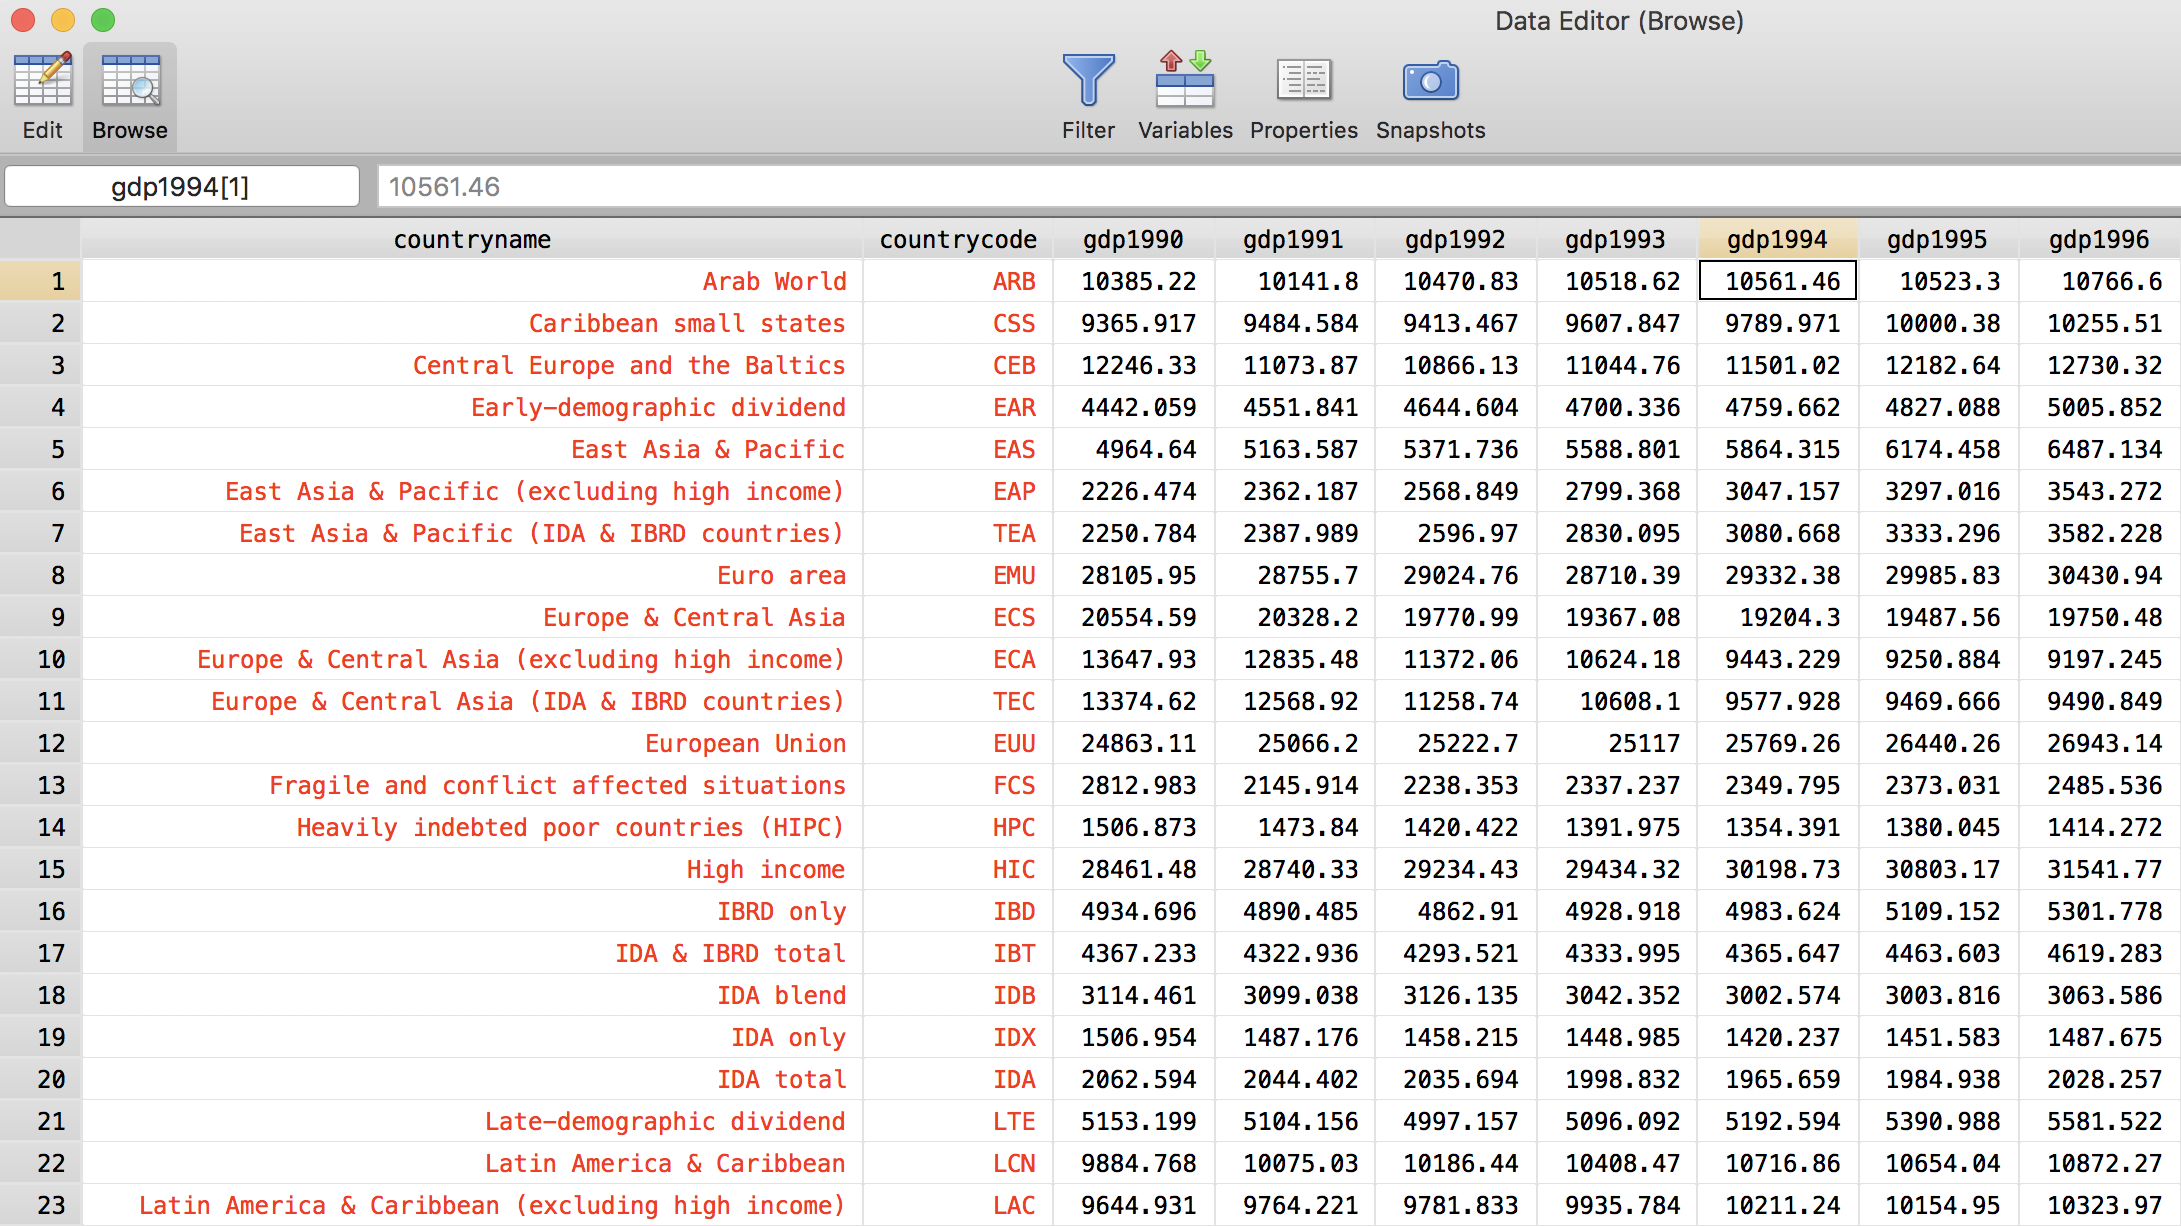 Data Editor (Browse)
Edit Browse Filter Variables Properties Snapshots
gdp1994[1] 10561.46
countryname countrycode gdp1990 gdp1991 gdp1992 gdp1993 gdp1994 gdp1995 gdp1996
1 Arab World ARB 10385.22 10141.8 10470.83 10518.62 10561.46 10523.3 10766.6
2 Caribbean small states CSS 9365.917 9484.584 9413.467 9607.847 9789.971 10000.38 10255.51
3 Central Europe and the Baltics CEB 12246.33 11073.87 10866.13 11044.76 11501.02 12182.64 12730.32
4 Early-demographic dividend EAR 4442.059 4551.841 4644.604 4700.336 4759.662 4827.088 5005.852
5 East Asia & Pacific EAS 4964.64 5163.587 5371.736 5588.801 5864.315 6174.458 6487.134
6 East Asia & Pacific (excluding high income) EAP 2226.474 2362.187 2568.849 2799.368 3047.157 3297.016 3543.272
7 East Asia & Pacific (IDA & IBRD countries) TEA 2250.784 2387.989 2596.97 2830.095 3080.668 3333.296 3582.228
8 Euro area EMU 28105.95 28755.7 29024.76 28710.39 29332.38 29985.83 30430.94
9 Europe & Central Asia ECS 20554.59 20328.2 19770.99 19367.08 19204.3 19487.56 19750.48
10 Europe & Central Asia (excluding high income) ECA 13647.93 12835.48 11372.06 10624.18 9443.229 9250.884 9197.245
11 Europe & Central Asia (IDA & IBRD countries) TEC 13374.62 12568.92 11258.74 10608.1 9577.928 9469.666 9490.849
12 European Union EUU 24863.11 25066.2 25222.7 25117 25769.26 26440.26 26943.14
13 Fragile and conflict affected situations FCS 2812.983 2145.914 2238.353 2337.237 2349.795 2373.031 2485.536
14 Heavily indebted poor countries (HIPC) HPC 1506.873 1473.84 1420.422 1391.975 1354.391 1380.045 1414.272
15 High income HIC 28461.48 28740.33 29234.43 29434.32 30198.73 30803.17 31541.77
16 IBRD only IBD 4934.696 4890.485 4862.91 4928.918 4983.624 5109.152 5301.778
17 IDA & IBRD total IBT 4367.233 4322.936 4293.521 4333.995 4365.647 4463.603 4619.283
18 IDA blend IDB 3114.461 3099.038 3126.135 3042.352 3002.574 3003.816 3063.586
19 IDA only IDX 1506.954 1487.176 1458.215 1448.985 1420.237 1451.583 1487.675
20 IDA total IDA 2062.594 2044.402 2035.694 1998.832 1965.659 1984.938 2028.257
21 Late-demographic dividend LTE 5153.199 5104.156 4997.157 5096.092 5192.594 5390.988 5581.522
22 Latin America & Caribbean LCN 9884.768 10075.03 10186.44 10408.47 10716.86 10654.04 10872.27
23 Latin America & Caribbean (excluding high income) LAC 9644.931 9764.221 9781.833 9935.784 10211.24 10154.95 10323.97